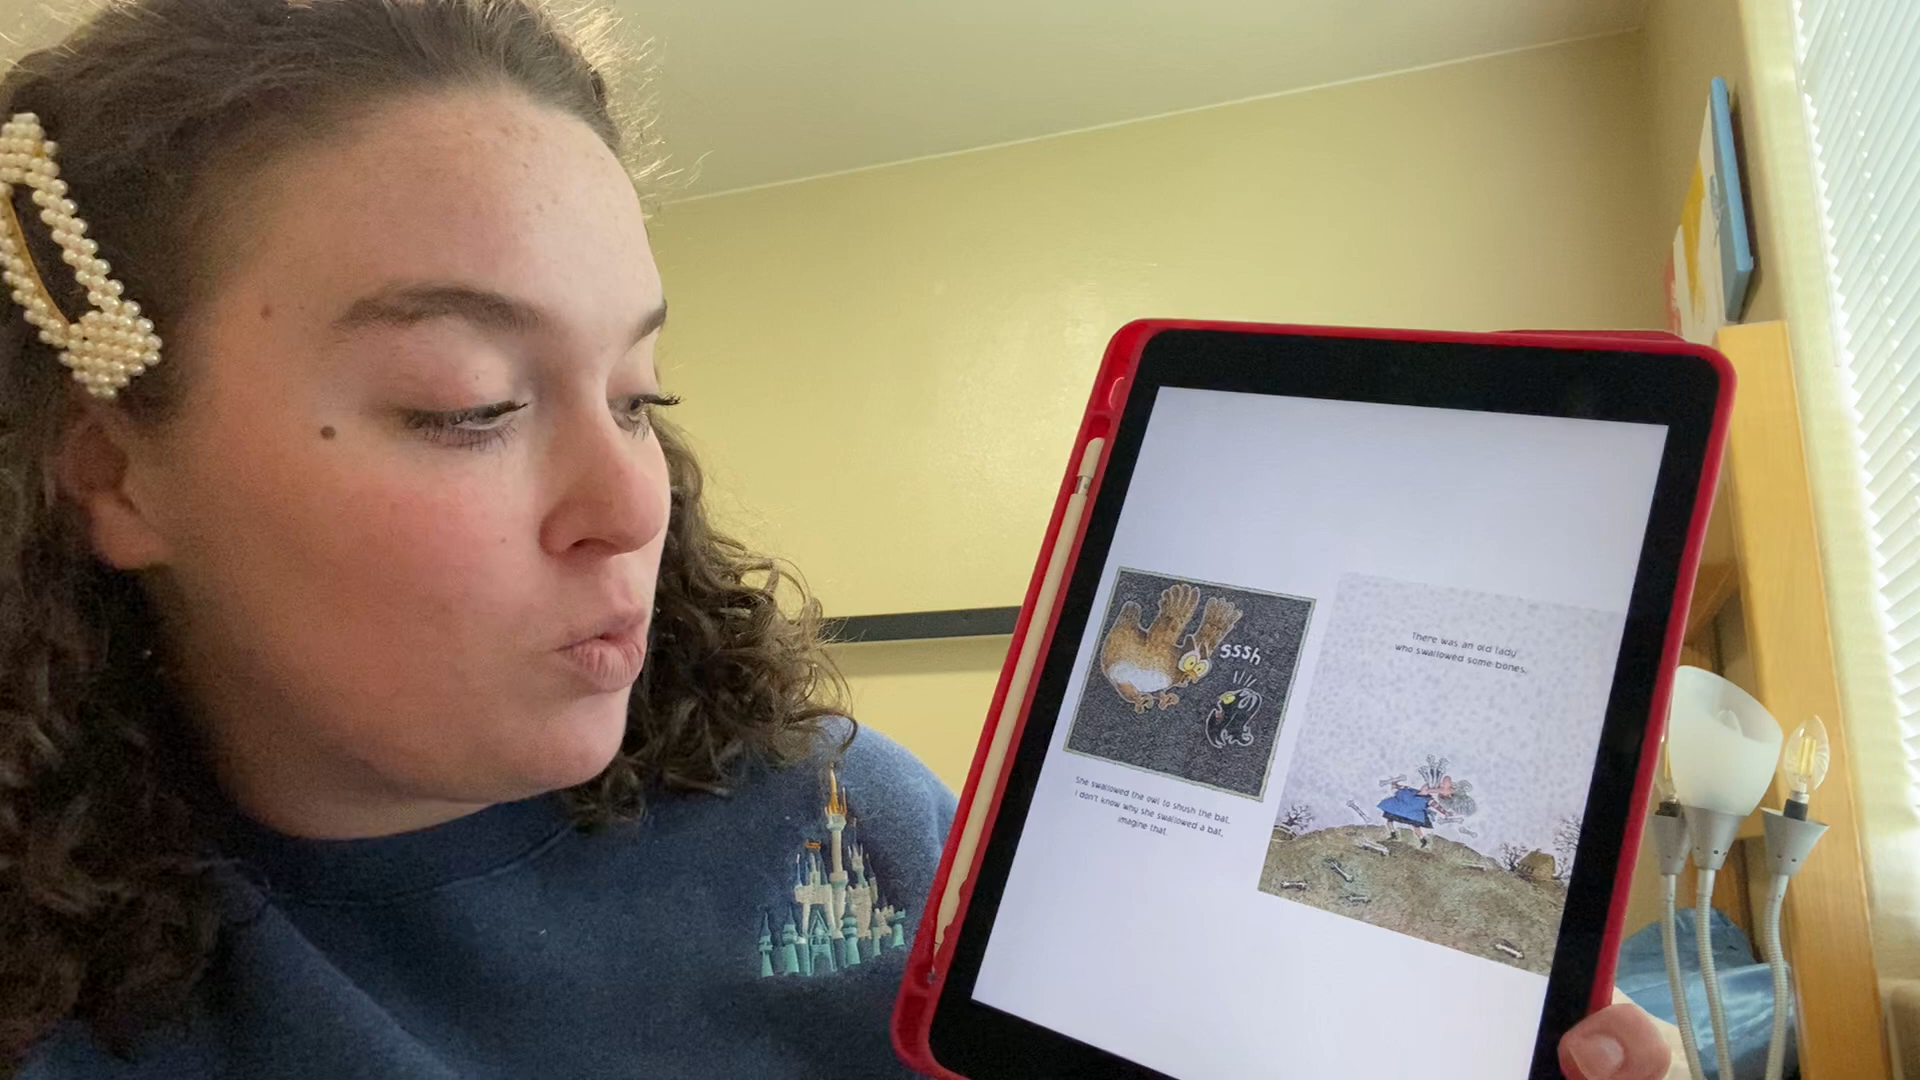 sssh
She swallowed the owl to shush the bat.
I don't know why she swallowed a bat,
imagine that.
There was an old lady
who swallowed some bones.